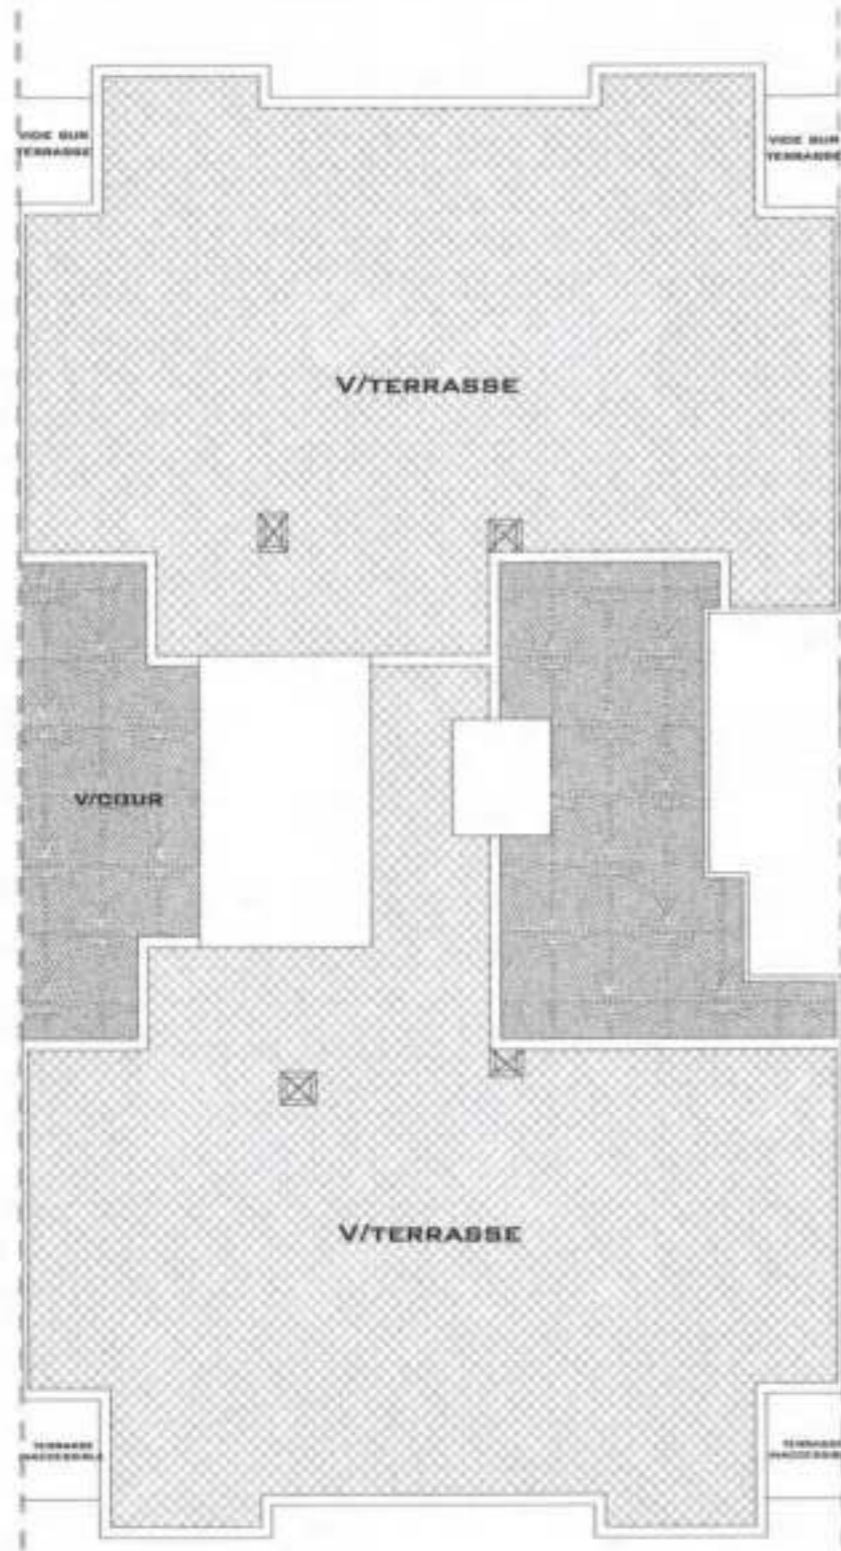 VIDE SUR
TERRASSE
VIDE SUR
TERRASSE
V/TERRASSE
V/COUR
V/TERRASSE
TERRASSE
INACCESSIBLE
TERRASSE
INACCESSIBLE